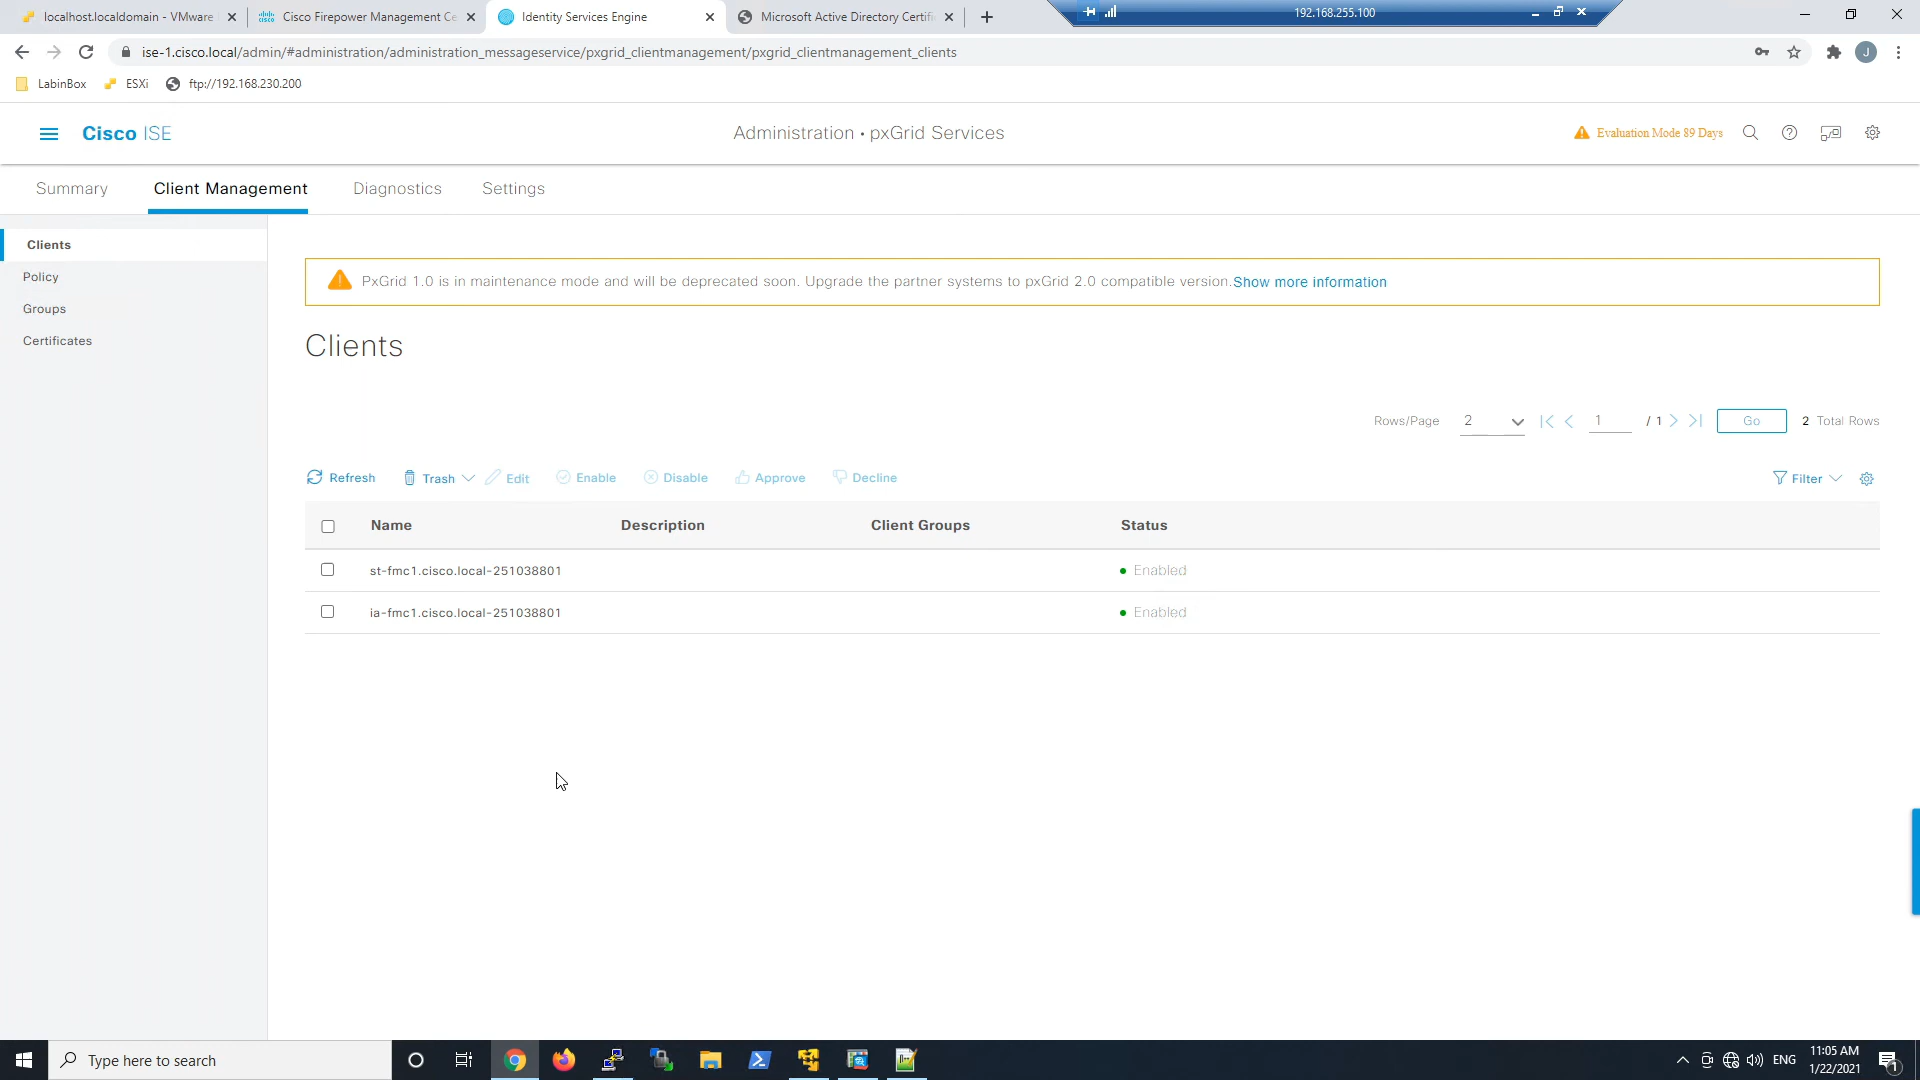 localhost.localdomain - VMware
Cisco Firepower Management Ce
Identity Services Engine
Microsoft Active Directory Certifi
192.168.255.100
ise-1.cisco.local/admin/#administration/administration_messageservice/pxgrid_clientmanagement/pxgrid_clientmanagement_clients
J
LabinBox
ESXi
ftp://192.168.230.200
Cisco ISE
Administration • pxGrid Services
Evaluation Mode 89 Days
Summary
Client Management
Diagnostics
Settings
Clients
Policy
Groups
Certificates
PxGrid 1.0 is in maintenance mode and will be deprecated soon. Upgrade the partner systems to pxGrid 2.0 compatible version. Show more information
Clients
Rows/Page 2 1 / 1 Go 2 Total Rows
Refresh Trash Edit Enable Disable Approve Decline Filter
Name Description Client Groups Status
st-fmc1.cisco.local-251038801 Enabled
ia-fmc1.cisco.local-251038801 Enabled
Type here to search
ENG
11:05 AM
1/22/2021
1